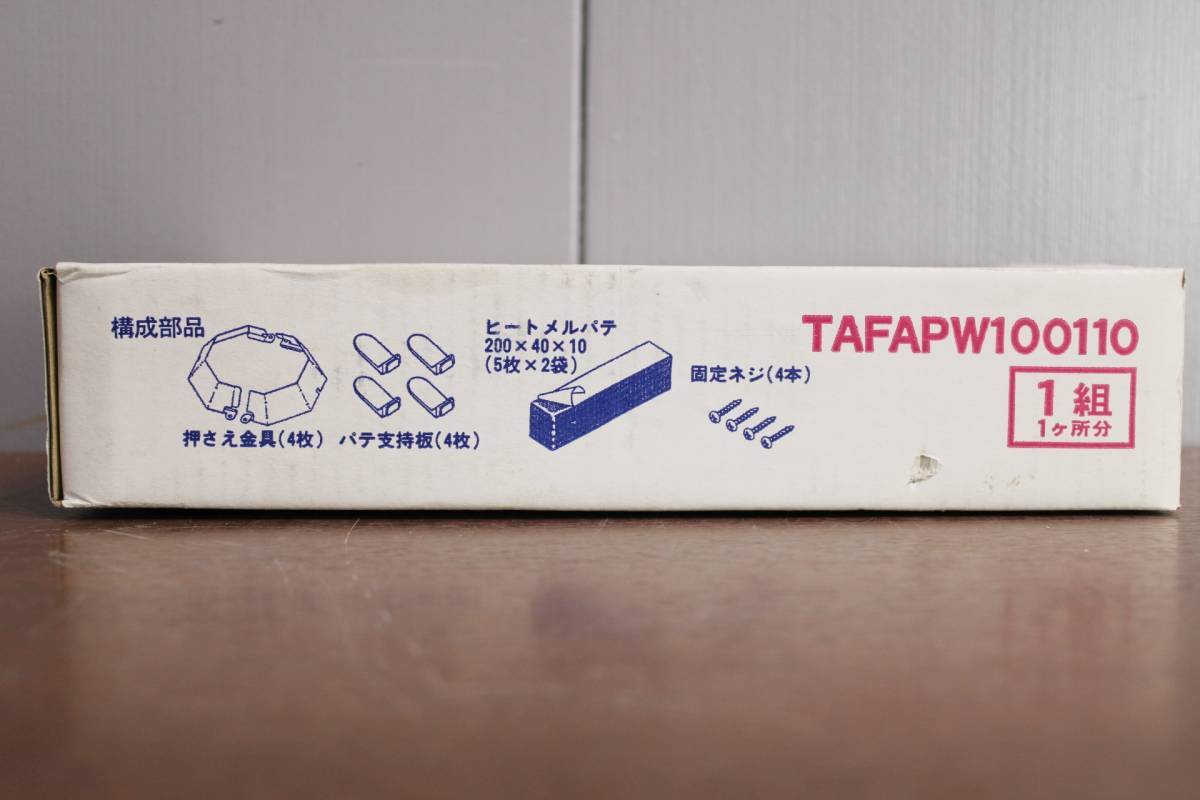 構成部品
押さえ金具(4枚)
パテ支持板(4枚)
ヒートメルパテ
200×40×10
(5枚×2袋)
固定ネジ(4本)
TAFAPW100110
1組
1ヶ所分